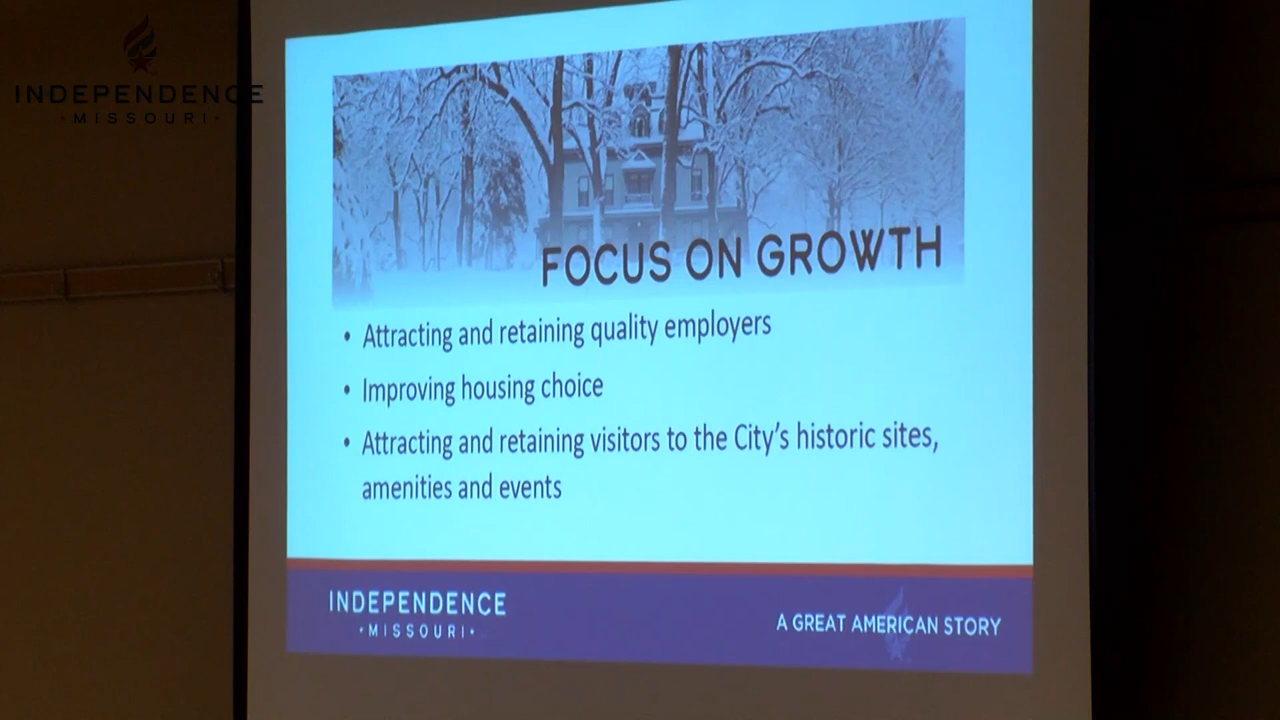 INDEPENDENCE
·MISSOURI·
FOCUS ON GROWTH
• Attracting and retaining quality employers
• Improving housing choice
• Attracting and retaining visitors to the City's historic sites,
amenities and events
INDEPENDENCE
·MISSOURI·
A GREAT AMERICAN STORY